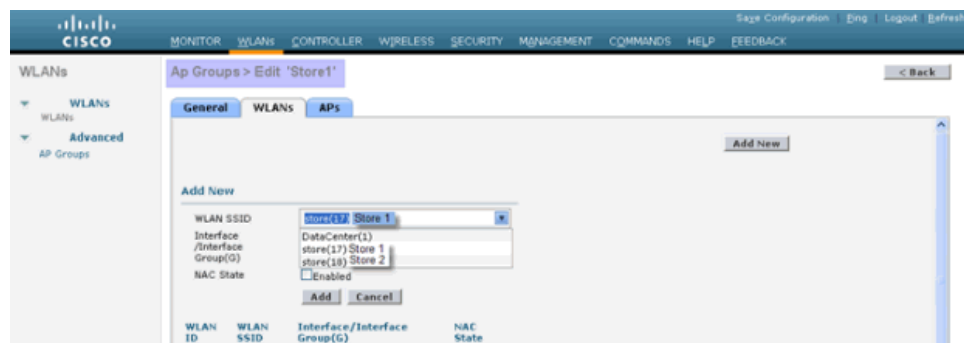 Save Configuration | Ping | Logout | Refresh
CISCO
MONITOR WLANs CONTROLLER WIRELESS SECURITY MANAGEMENT COMMANDS HELP FEEDBACK
WLANs
Ap Groups > Edit 'Store1'
< Back
WLANs
WLANs
Advanced
AP Groups
General WLANs APs
Add New
Add New
WLAN SSID store(17) Store 1
Interface
/Interface
Group(G)
DataCenter(1)
store(17) Store 1
store(18) Store 2
NAC State Enabled
Add Cancel
WLAN ID
WLAN SSID
Interface/Interface Group(G)
NAC State